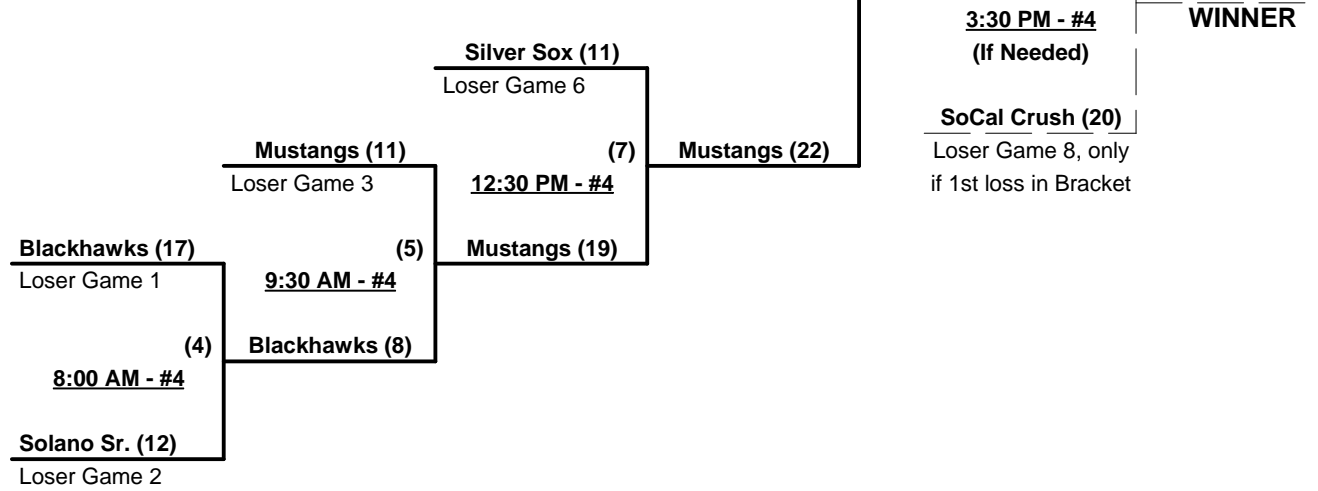 3:30 PM - #4
WINNER
(If Needed)
Silver Sox (11)
Loser Game 6
SoCal Crush (20)
Mustangs (11)
(7)
Mustangs (22)
Loser Game 8, only
Loser Game 3
12:30 PM - #4
if 1st loss in Bracket
Blackhawks (17)
(5)
Mustangs (19)
Loser Game 1
9:30 AM - #4
(4)
Blackhawks (8)
8:00 AM - #4
Solano Sr. (12)
Loser Game 2